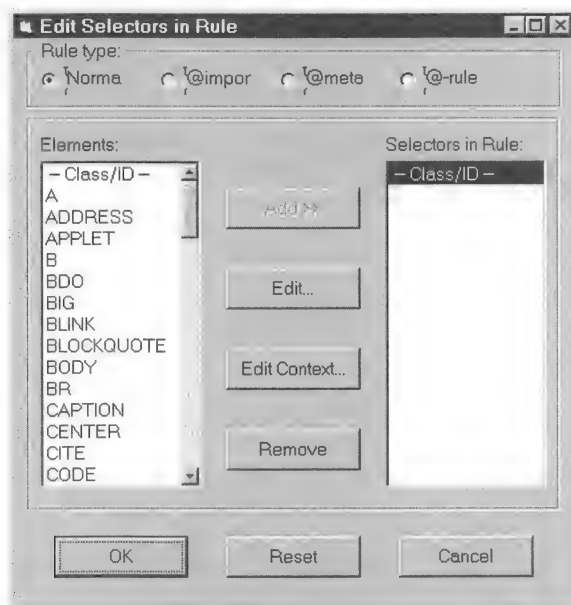 Edit Selectors in Rule
Rule type:
Norma
@impor
@mete
@-rule
Elements:
Selectors in Rule:
– Class/ID –
A
ADDRESS
APPLET
B
BDO
BIG
BLINK
BLOCKQUOTE
BODY
BR
CAPTION
CENTER
CITE
CODE
Add >>
Edit...
Edit Context...
Remove
– Class/ID –
OK
Reset
Cancel